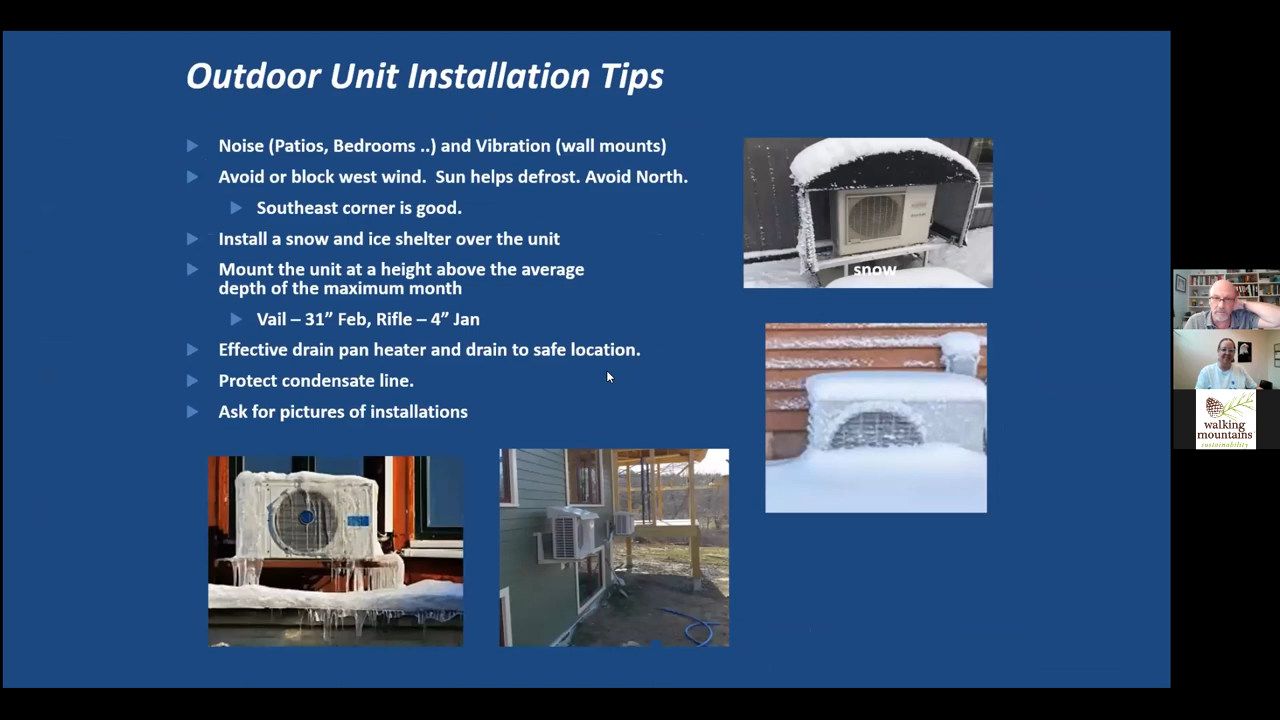 Outdoor Unit Installation Tips
Noise (Patios, Bedrooms ..) and Vibration (wall mounts)
Avoid or block west wind.  Sun helps defrost. Avoid North.
Southeast corner is good.
Install a snow and ice shelter over the unit
Mount the unit at a height above the average
depth of the maximum month
Vail – 31” Feb, Rifle – 4” Jan
Effective drain pan heater and drain to safe location.
Protect condensate line.
Ask for pictures of installations
snow
walking
mountains
sustainability